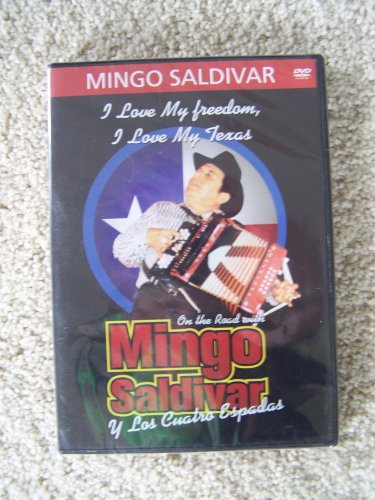 MINGO SALDIVAR
DVD
I Love My freedom,
I Love My Texas
On the Road with
Mingo
Saldivar
Y Los Cuatro Espadas